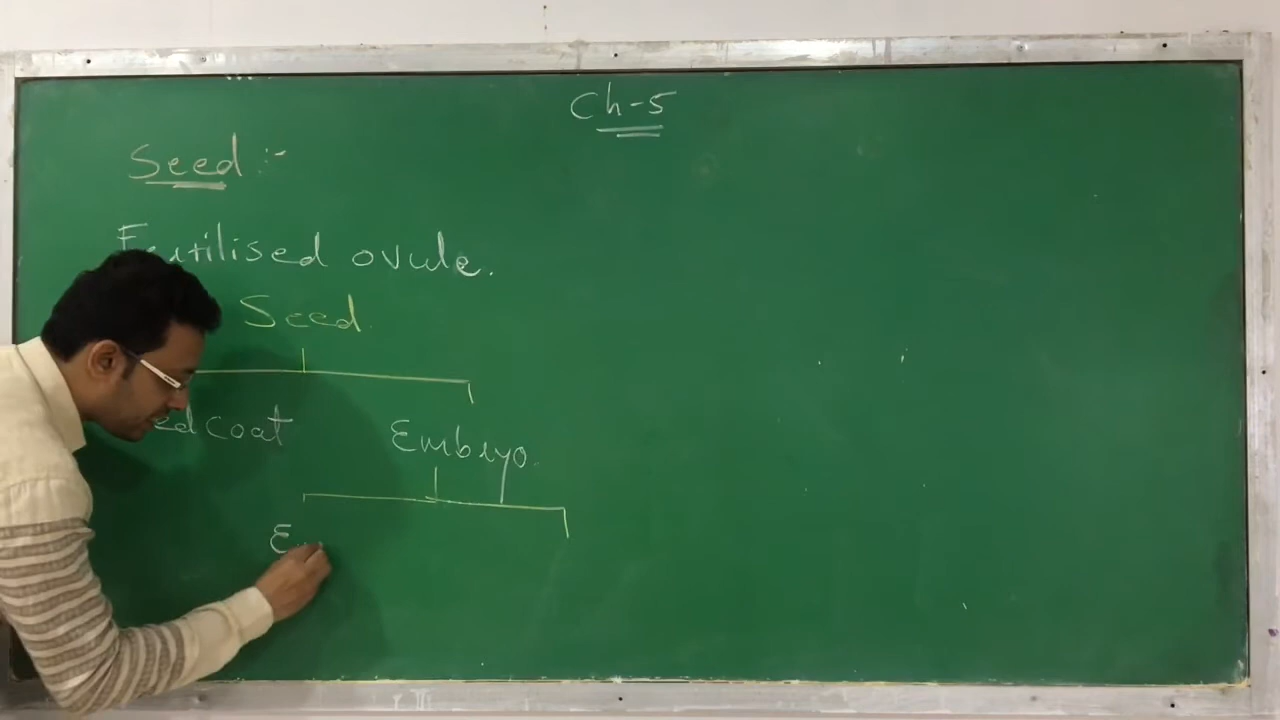 Ch-5
Seed :-
Fertilised ovule.
Seed
coat
Embryo.